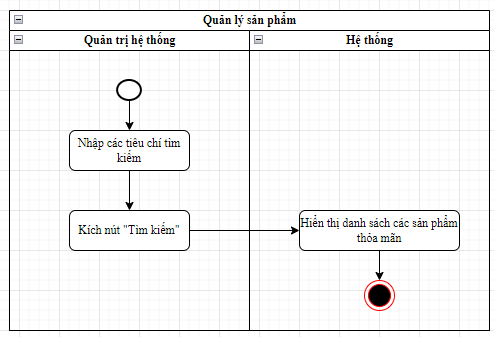 Quản lý sản phẩm
Quản trị hệ thống
Hệ thống
Nhập các tiêu chí tìm
kiếm
Kích nút "Tìm kiếm"
Hiển thị danh sách các sản phẩm
thỏa mãn